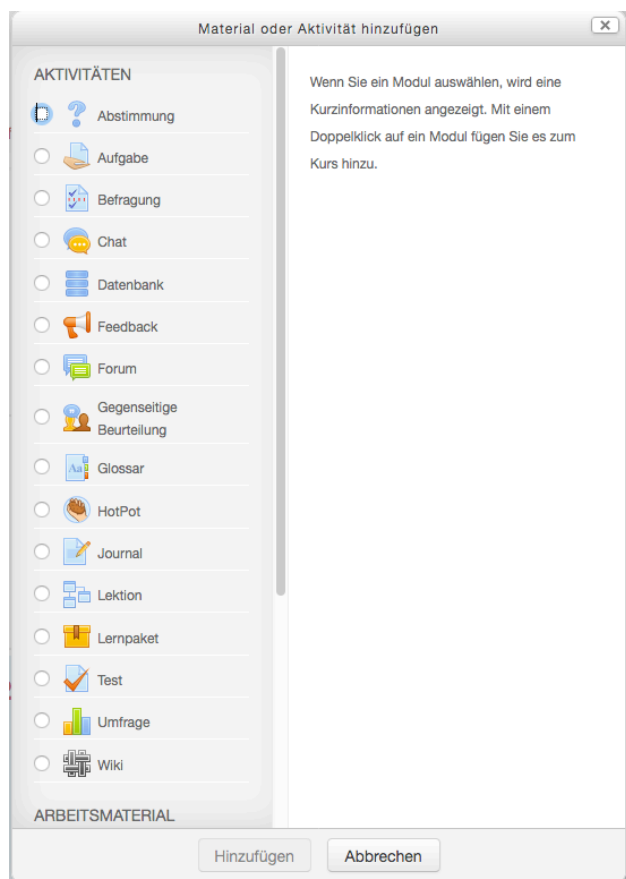 Material oder Aktivität hinzufügen
AKTIVITÄTEN
Abstimmung
Aufgabe
Befragung
Chat
Datenbank
Feedback
Forum
Gegenseitige
Beurteilung
Aa
Glossar
HotPot
Journal
Lektion
Lernpaket
Test
Umfrage
Wiki
ARBEITSMATERIAL
Wenn Sie ein Modul auswählen, wird eine
Kurzinformationen angezeigt. Mit einem
Doppelklick auf ein Modul fügen Sie es zum
Kurs hinzu.
Hinzufügen
Abbrechen